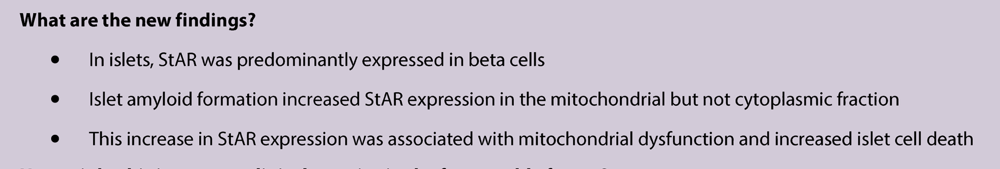 What are the new findings?
• In islets, StAR was predominantly expressed in beta cells
• Islet amyloid formation increased StAR expression in the mitochondrial but not cytoplasmic fraction
• This increase in StAR expression was associated with mitochondrial dysfunction and increased islet cell death